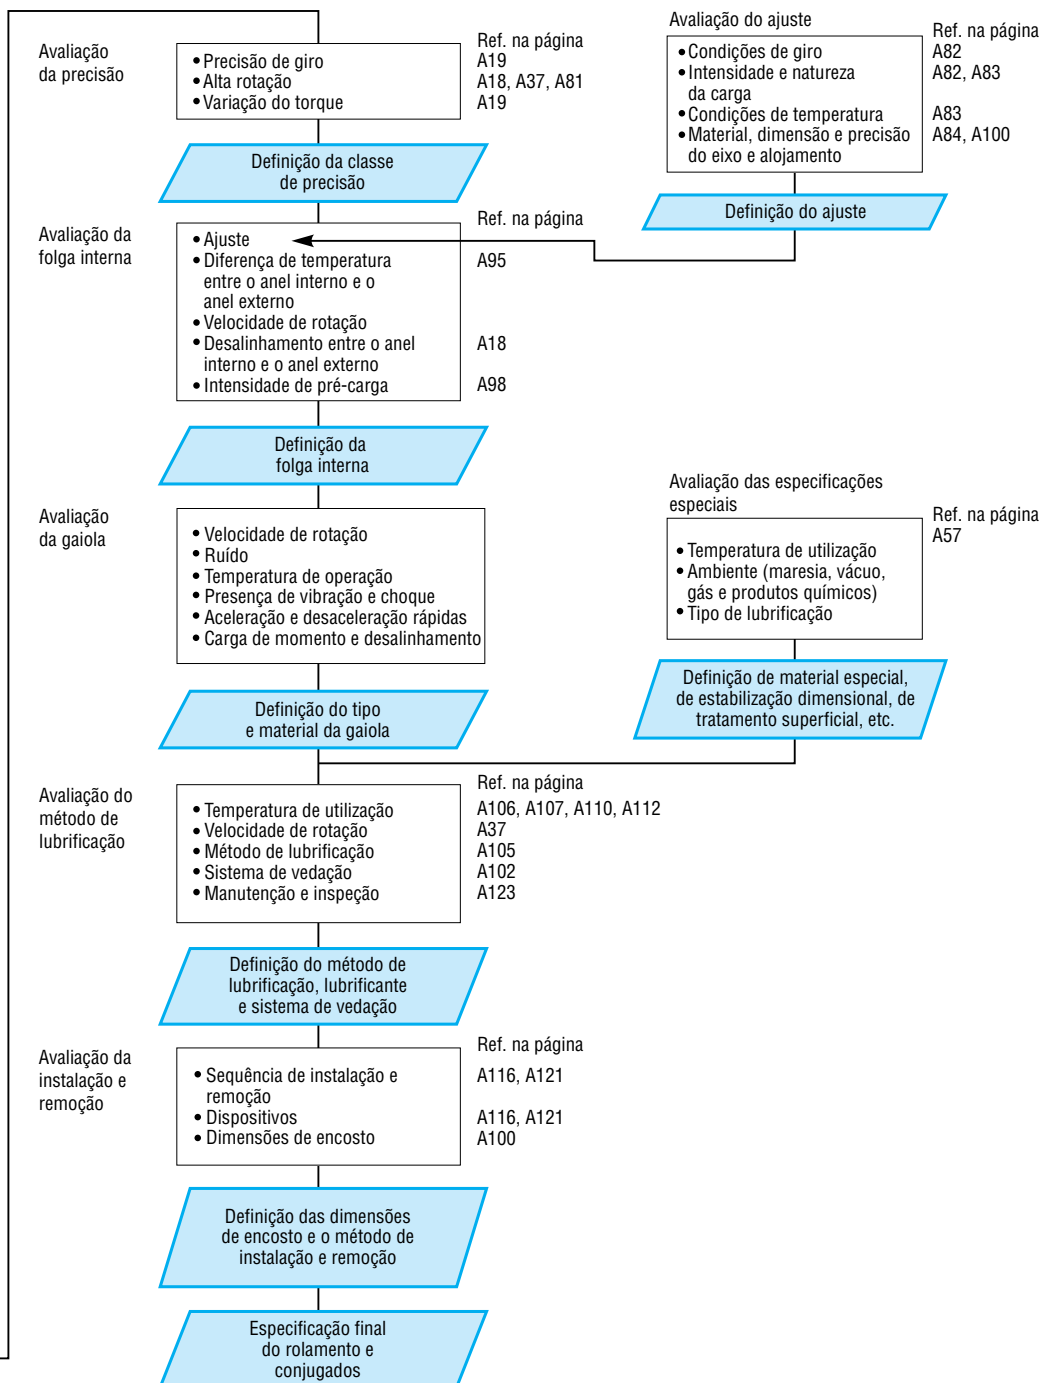 Avaliação
da precisão
• Precisão de giro
• Alta rotação
• Variação do torque
Ref. na página
A19
A18, A37, A81
A19
Avaliação do ajuste
• Condições de giro
• Intensidade e natureza
da carga
• Condições de temperatura
• Material, dimensão e precisão
do eixo e alojamento
Ref. na página
A82
A82, A83
A83
A84, A100
Definição da classe
de precisão
Definição do ajuste
Avaliação da
folga interna
• Ajuste
• Diferença de temperatura
entre o anel interno e o
anel externo
• Velocidade de rotação
• Desalinhamento entre o anel
interno e o anel externo
• Intensidade de pré-carga
Ref. na página
A95
A18
A98
Definição da
folga interna
Avaliação
da gaiola
• Velocidade de rotação
• Ruído
• Temperatura de operação
• Presença de vibração e choque
• Aceleração e desaceleração rápidas
• Carga de momento e desalinhamento
Avaliação das especificações
especiais
• Temperatura de utilização
• Ambiente (maresia, vácuo,
gás e produtos químicos)
• Tipo de lubrificação
Ref. na página
A57
Definição do tipo
e material da gaiola
Definição de material especial,
de estabilização dimensional, de
tratamento superficial, etc.
Avaliação do
método de
lubrificação
• Temperatura de utilização
• Velocidade de rotação
• Método de lubrificação
• Sistema de vedação
• Manutenção e inspeção
Ref. na página
A106, A107, A110, A112
A37
A105
A102
A123
Definição do método de
lubrificação, lubrificante
e sistema de vedação
Avaliação da
instalação e
remoção
• Sequência de instalação e
remoção
• Dispositivos
• Dimensões de encosto
Ref. na página
A116, A121
A116, A121
A100
Definição das dimensões
de encosto e o método de
instalação e remoção
Especificação final
do rolamento e
conjugados